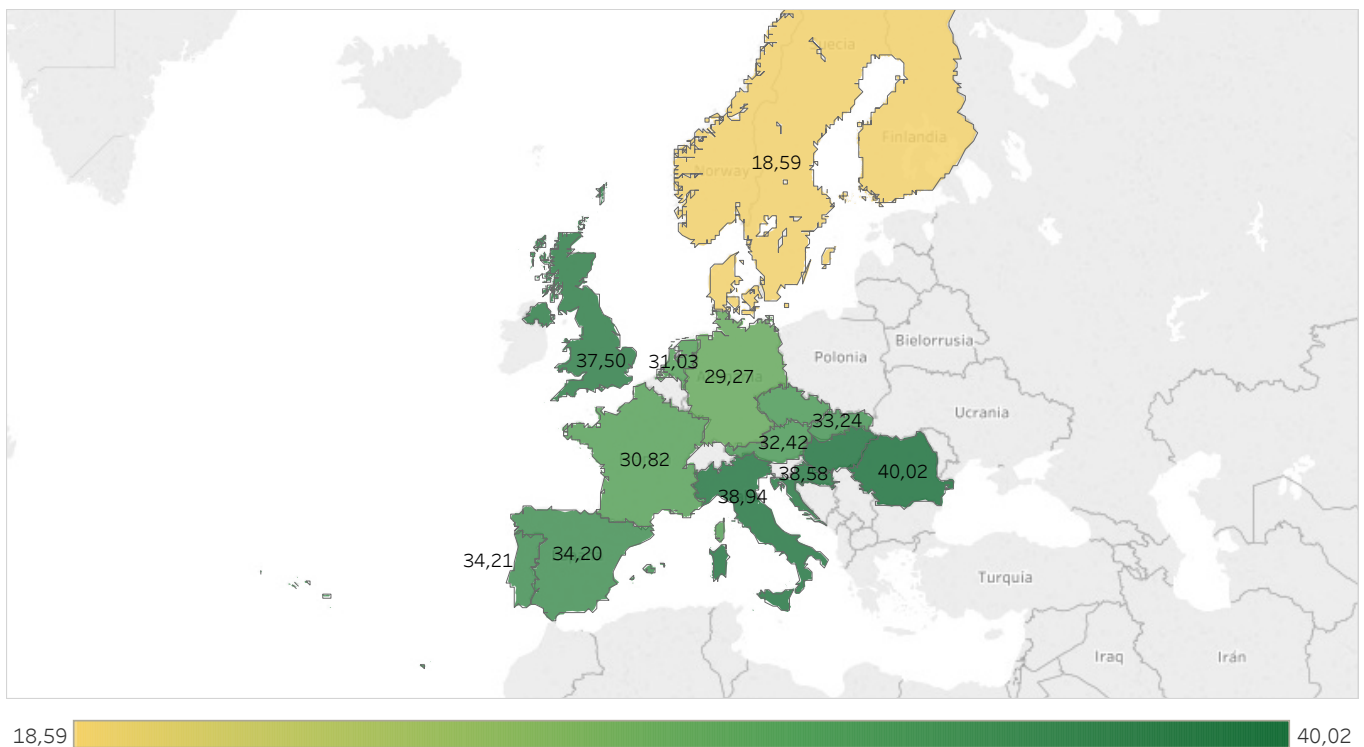 uecia
Finlandia
18,59
Norway
Bielorrusia
37,50
31,03
29,27
Polonia
Ucrania
33,24
32,42
30,82
38,58
40,02
38,94
34,21
34,20
Turquía
Iraq
Irán
18,59
40,02